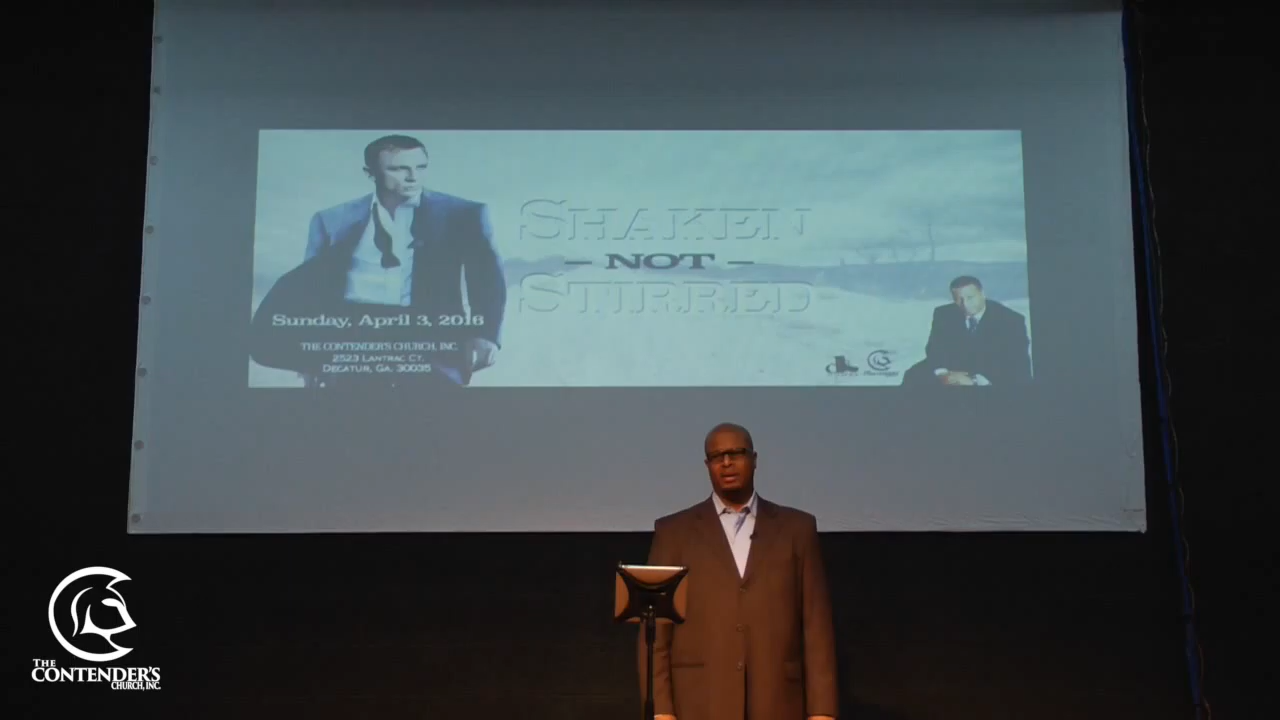 SHAKEN
– NOT –
STIRRED
Sunday, April 3, 2016
THE CONTENDER'S CHURCH, INC.
2523 LANTRAC CT.
DECATUR, GA. 30035
THE
CONTENDER'S
CHURCH, INC.